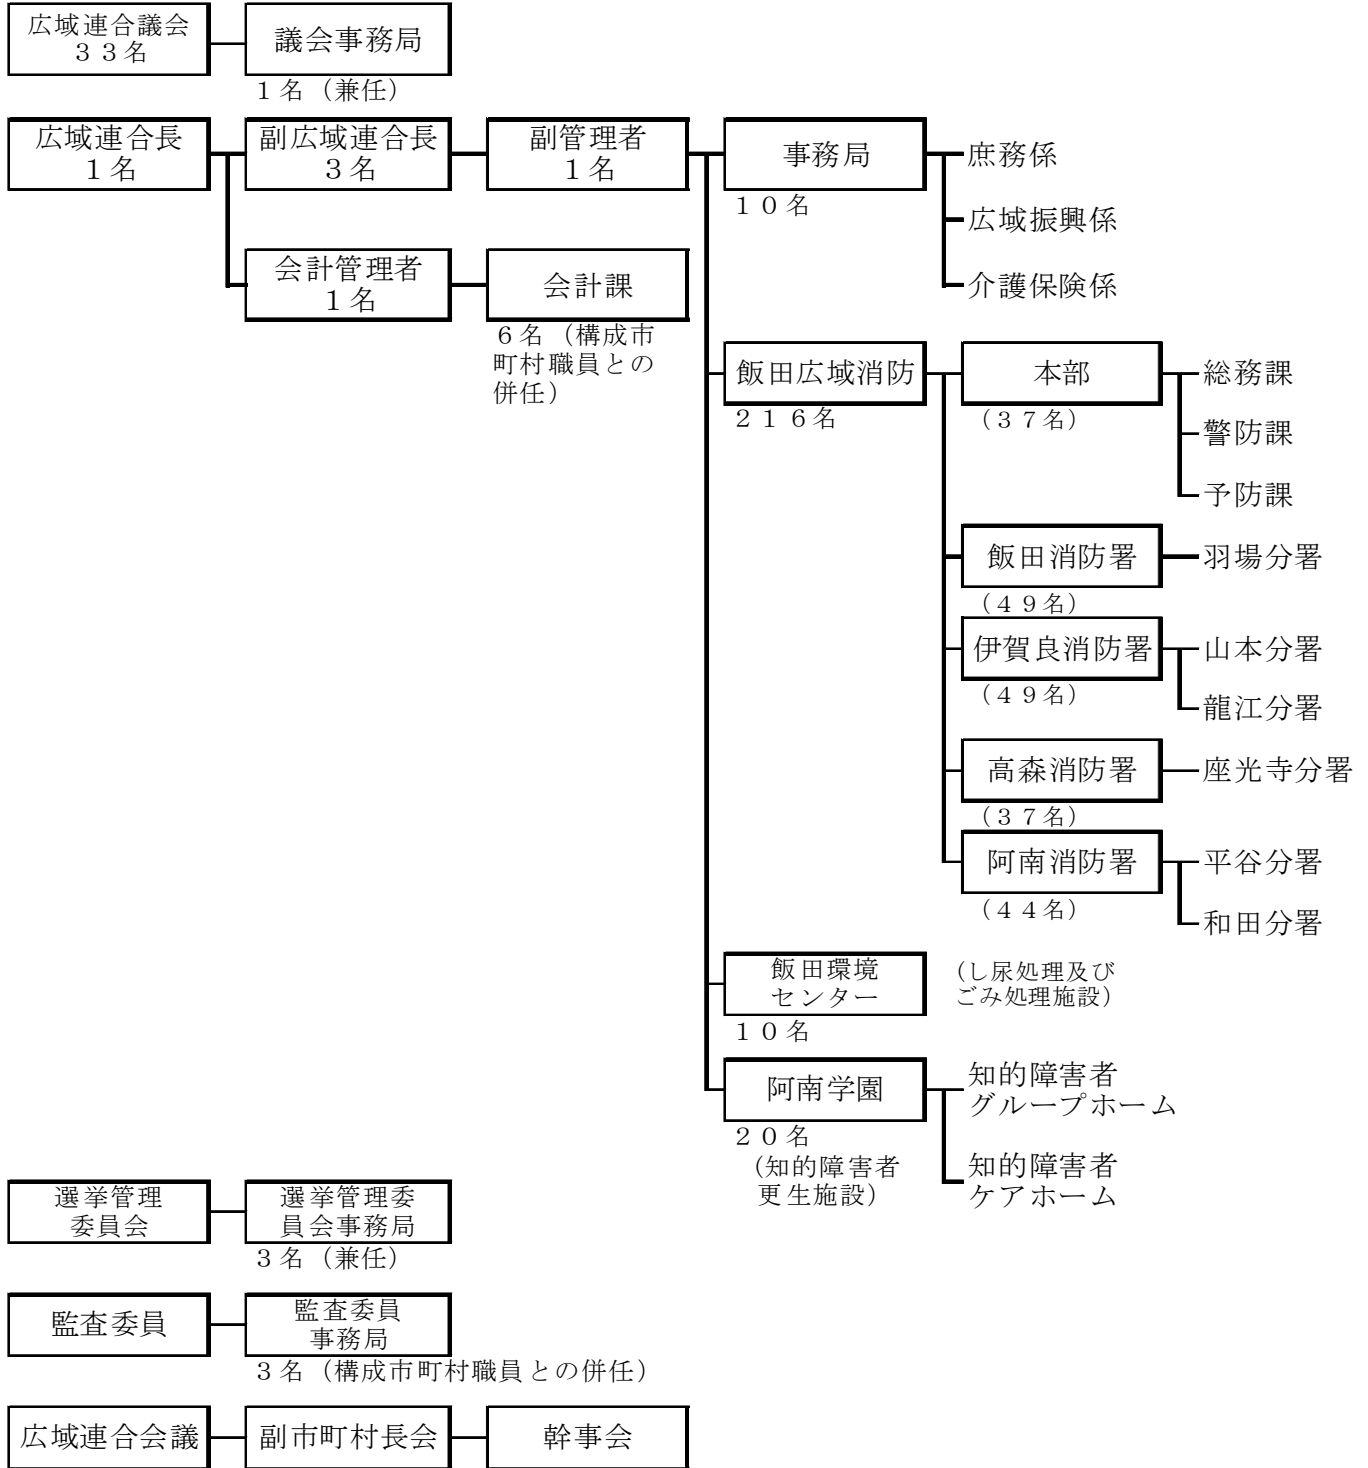 広域連合議会
３３名
議会事務局
１名（兼任）
広域連合長
１名
副広域連合長
３名
副管理者
１名
事務局
１０名
庶務係
広域振興係
介護保険係
会計管理者
１名
会計課
６名（構成市
町村職員との
併任）
飯田広域消防
２１６名
本部
（３７名）
総務課
警防課
予防課
飯田消防署
（４９名）
羽場分署
伊賀良消防署
（４９名）
山本分署
龍江分署
高森消防署
（３７名）
座光寺分署
阿南消防署
（４４名）
平谷分署
和田分署
飯田環境
センター
１０名
（し尿処理及び
ごみ処理施設）
阿南学園
２０名
（知的障害者
更生施設）
知的障害者
グループホーム
知的障害者
ケアホーム
選挙管理
委員会
選挙管理委
員会事務局
３名（兼任）
監査委員
監査委員
事務局
３名（構成市町村職員との併任）
広域連合会議
副市町村長会
幹事会